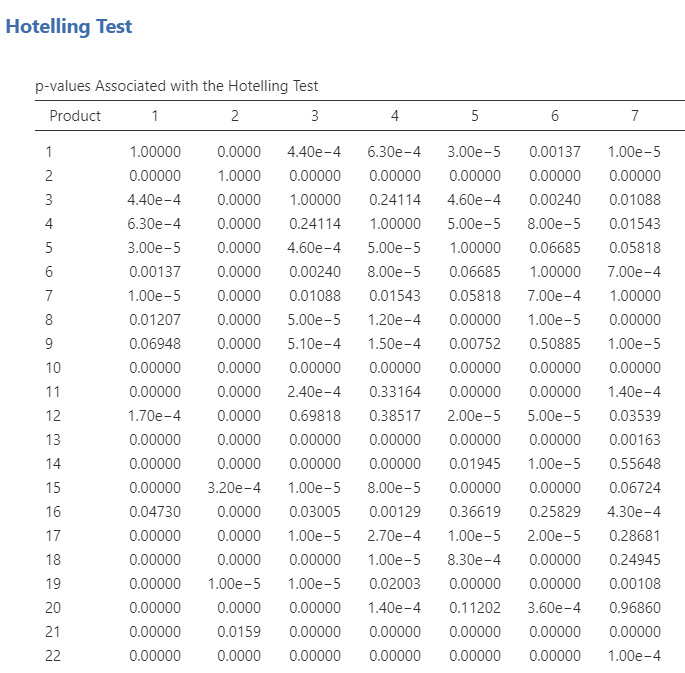 Hotelling Test
p-values Associated with the Hotelling Test
Product 1 2 3 4 5 6 7
1 1.00000 0.0000 4.40e−4 6.30e−4 3.00e−5 0.00137 1.00e−5
2 0.00000 1.0000 0.00000 0.00000 0.00000 0.00000 0.00000
3 4.40e−4 0.0000 1.00000 0.24114 4.60e−4 0.00240 0.01088
4 6.30e−4 0.0000 0.24114 1.00000 5.00e−5 8.00e−5 0.01543
5 3.00e−5 0.0000 4.60e−4 5.00e−5 1.00000 0.06685 0.05818
6 0.00137 0.0000 0.00240 8.00e−5 0.06685 1.00000 7.00e−4
7 1.00e−5 0.0000 0.01088 0.01543 0.05818 7.00e−4 1.00000
8 0.01207 0.0000 5.00e−5 1.20e−4 0.00000 1.00e−5 0.00000
9 0.06948 0.0000 5.10e−4 1.50e−4 0.00752 0.50885 1.00e−5
10 0.00000 0.0000 0.00000 0.00000 0.00000 0.00000 0.00000
11 0.00000 0.0000 2.40e−4 0.33164 0.00000 0.00000 1.40e−4
12 1.70e−4 0.0000 0.69818 0.38517 2.00e−5 5.00e−5 0.03539
13 0.00000 0.0000 0.00000 0.00000 0.00000 0.00000 0.00163
14 0.00000 0.0000 0.00000 0.00000 0.01945 1.00e−5 0.55648
15 0.00000 3.20e−4 1.00e−5 8.00e−5 0.00000 0.00000 0.06724
16 0.04730 0.0000 0.03005 0.00129 0.36619 0.25829 4.30e−4
17 0.00000 0.0000 1.00e−5 2.70e−4 1.00e−5 2.00e−5 0.28681
18 0.00000 0.0000 0.00000 1.00e−5 8.30e−4 0.00000 0.24945
19 0.00000 1.00e−5 1.00e−5 0.02003 0.00000 0.00000 0.00108
20 0.00000 0.0000 0.00000 1.40e−4 0.11202 3.60e−4 0.96860
21 0.00000 0.0159 0.00000 0.00000 0.00000 0.00000 0.00000
22 0.00000 0.0000 0.00000 0.00000 0.00000 0.00000 1.00e−4